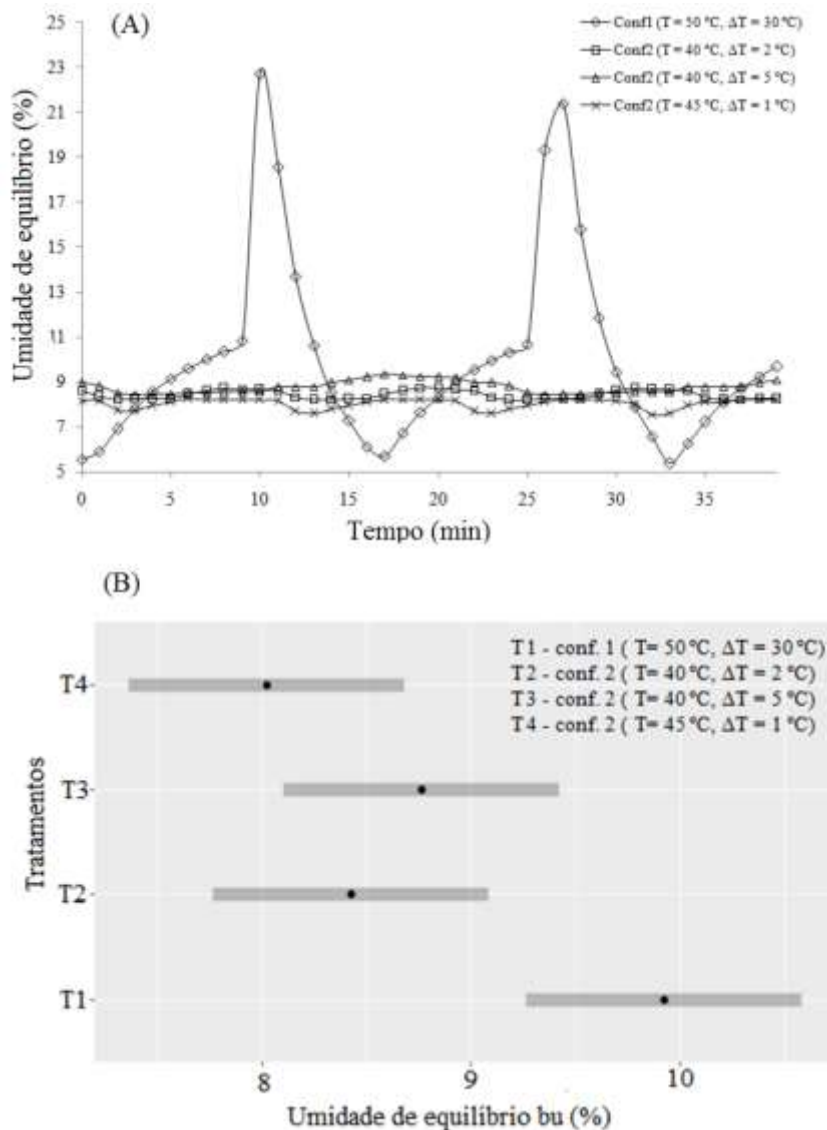 (A)
Conf1 (T = 50 °C, ΔT = 30 °C)
Conf2 (T = 40 °C, ΔT = 2 °C)
Conf2 (T = 40 °C, ΔT = 5 °C)
Conf2 (T = 45 °C, ΔT = 1 °C)
Umidade de equilíbrio (%)
25
23
21
19
17
15
13
11
9
7
5
0 5 10 15 20 25 30 35
Tempo (min)
(B)
T1 - conf. 1 ( T= 50 °C, ΔT = 30 °C)
T2 - conf. 2 ( T= 40 °C, ΔT = 2 °C)
T3 - conf. 2 ( T= 40 °C, ΔT = 5 °C)
T4 - conf. 2 ( T= 45 °C, ΔT = 1 °C)
Tratamentos
T4
T3
T2
T1
8 9 10
Umidade de equilíbrio bu (%)